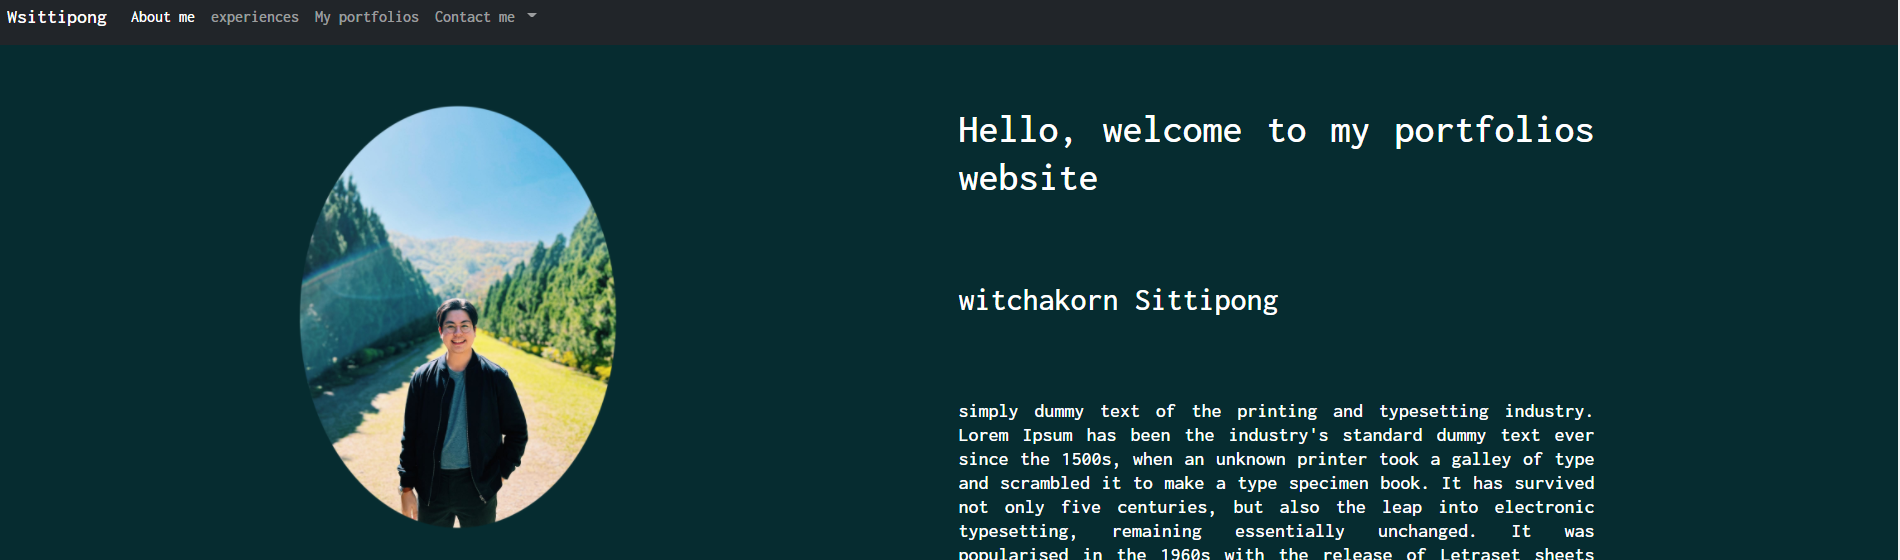 Wsittipong About me experiences My portfolios Contact me
Hello, welcome to my portfolios
website
witchakorn Sittipong
simply dummy text of the printing and typesetting industry.
Lorem Ipsum has been the industry's standard dummy text ever
since the 1500s, when an unknown printer took a galley of type
and scrambled it to make a type specimen book. It has survived
not only five centuries, but also the leap into electronic
typesetting, remaining essentially unchanged. It was
popularised in the 1960s with the release of Letraset sheets